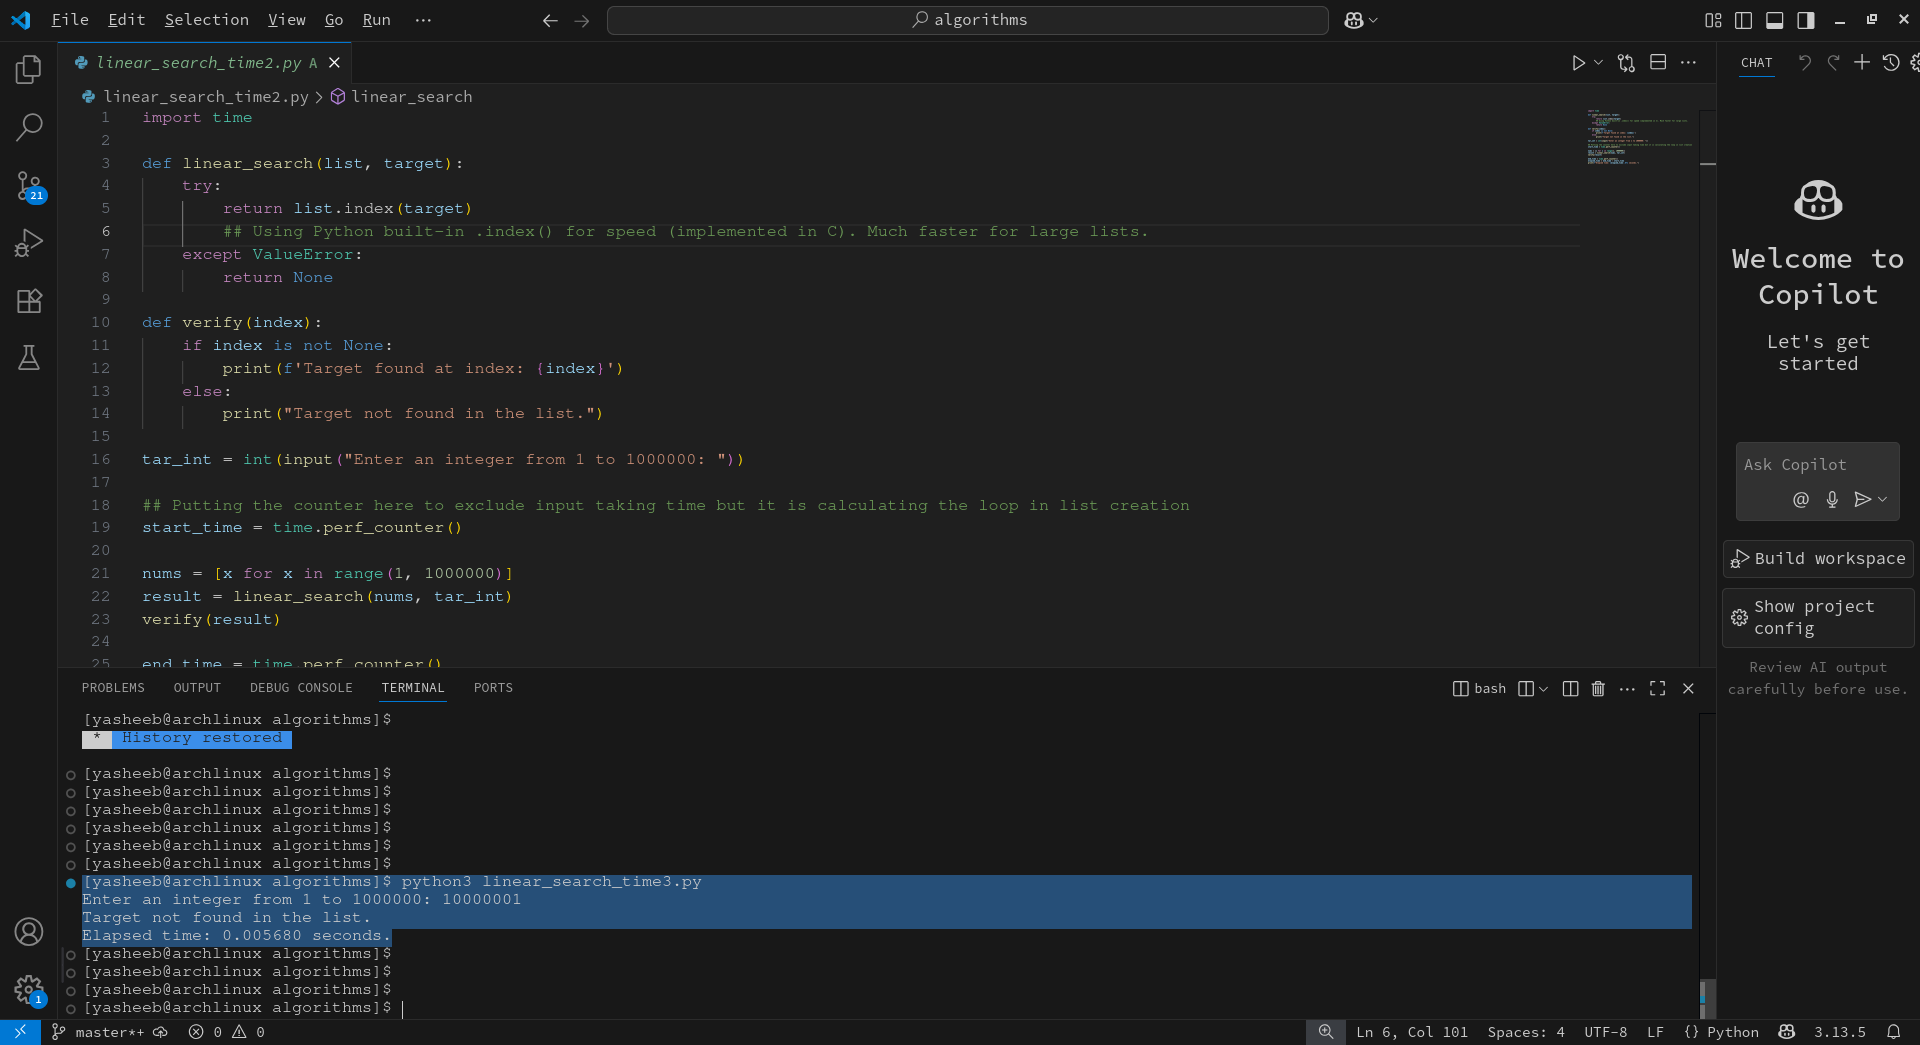 File Edit Selection View Go Run ···
algorithms
linear_search_time2.py A
CHAT
linear_search_time2.py > linear_search
1 import time
2
3 def linear_search(list, target):
4 try:
5 return list.index(target)
6 ## Using Python built-in .index() for speed (implemented in C). Much faster for large lists.
7 except ValueError:
8 return None
9
10 def verify(index):
11 if index is not None:
12 print(f'Target found at index: {index}')
13 else:
14 print("Target not found in the list.")
15
16 tar_int = int(input("Enter an integer from 1 to 1000000: "))
17
18 ## Putting the counter here to exclude input taking time but it is calculating the loop in list creation
19 start_time = time.perf_counter()
20
21 nums = [x for x in range(1, 1000000)]
22 result = linear_search(nums, tar_int)
23 verify(result)
24
25 end_time = time.perf_counter()
21
1
Welcome to
Copilot
Let's get
started
Ask Copilot
Build workspace
Show project
config
Review AI output
carefully before use.
PROBLEMS OUTPUT DEBUG CONSOLE TERMINAL PORTS
bash
[yasheeb@archlinux algorithms]$
* History restored
[yasheeb@archlinux algorithms]$
[yasheeb@archlinux algorithms]$
[yasheeb@archlinux algorithms]$
[yasheeb@archlinux algorithms]$
[yasheeb@archlinux algorithms]$
[yasheeb@archlinux algorithms]$
[yasheeb@archlinux algorithms]$ python3 linear_search_time3.py
Enter an integer from 1 to 1000000: 10000001
Target not found in the list.
Elapsed time: 0.005680 seconds.
[yasheeb@archlinux algorithms]$
[yasheeb@archlinux algorithms]$
[yasheeb@archlinux algorithms]$
[yasheeb@archlinux algorithms]$
master*+ 0 0 Ln 6, Col 101 Spaces: 4 UTF-8 LF {} Python 3.13.5